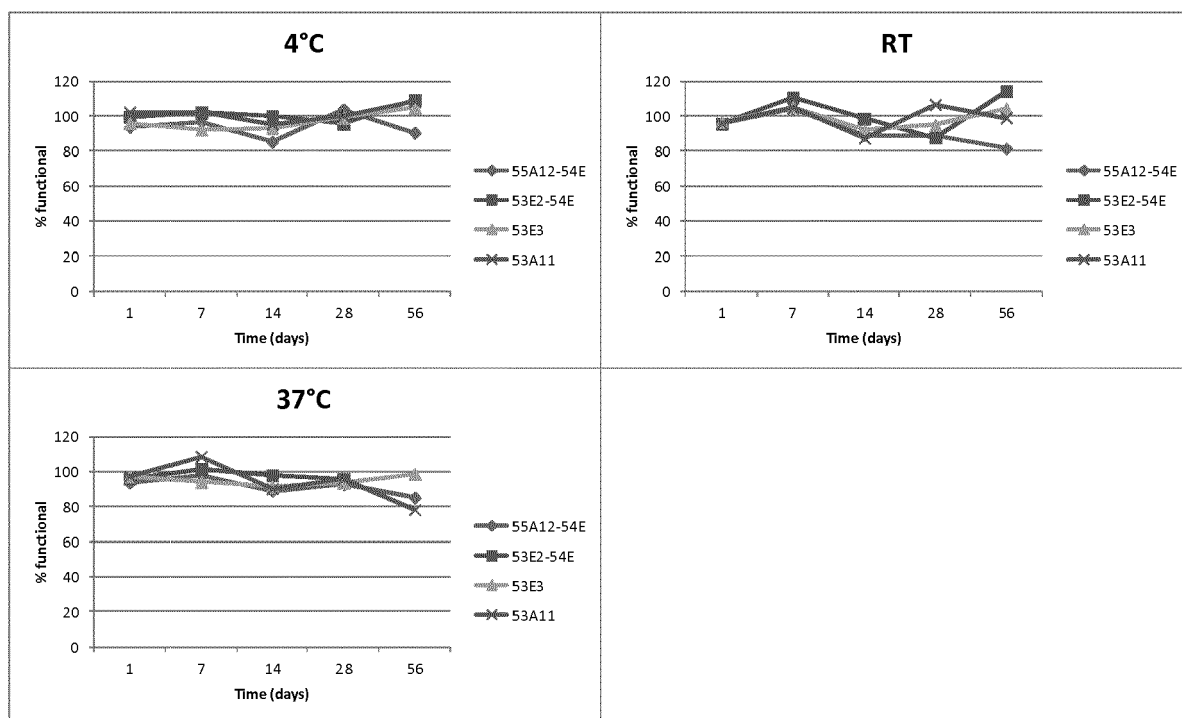 4°C
120
100
80
60
40
20
0
% functional
1 7 14 28 56
Time (days)
55A12-54E
53E2-54E
53E3
53A11
RT
120
100
80
60
40
20
0
% functional
1 7 14 28 56
Time (days)
55A12-54E
53E2-54E
53E3
53A11
37°C
120
100
80
60
40
20
0
% functional
1 7 14 28 56
Time (days)
55A12-54E
53E2-54E
53E3
53A11